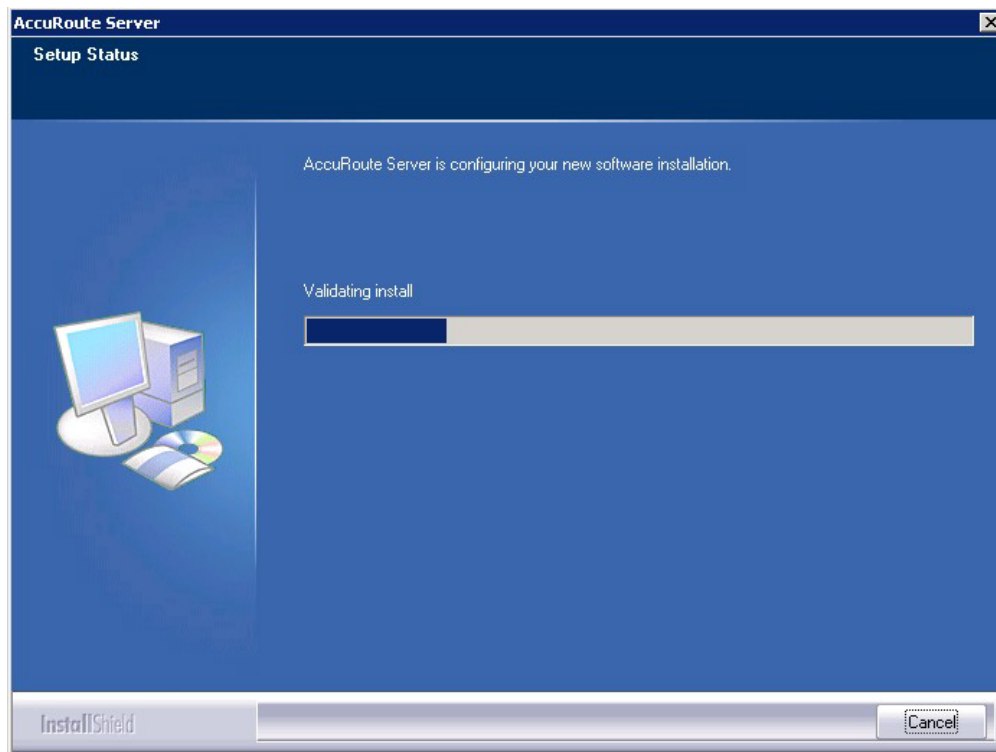 AccuRoute Server
Setup Status
AccuRoute Server is configuring your new software installation.
Validating install
InstallShield
Cancel